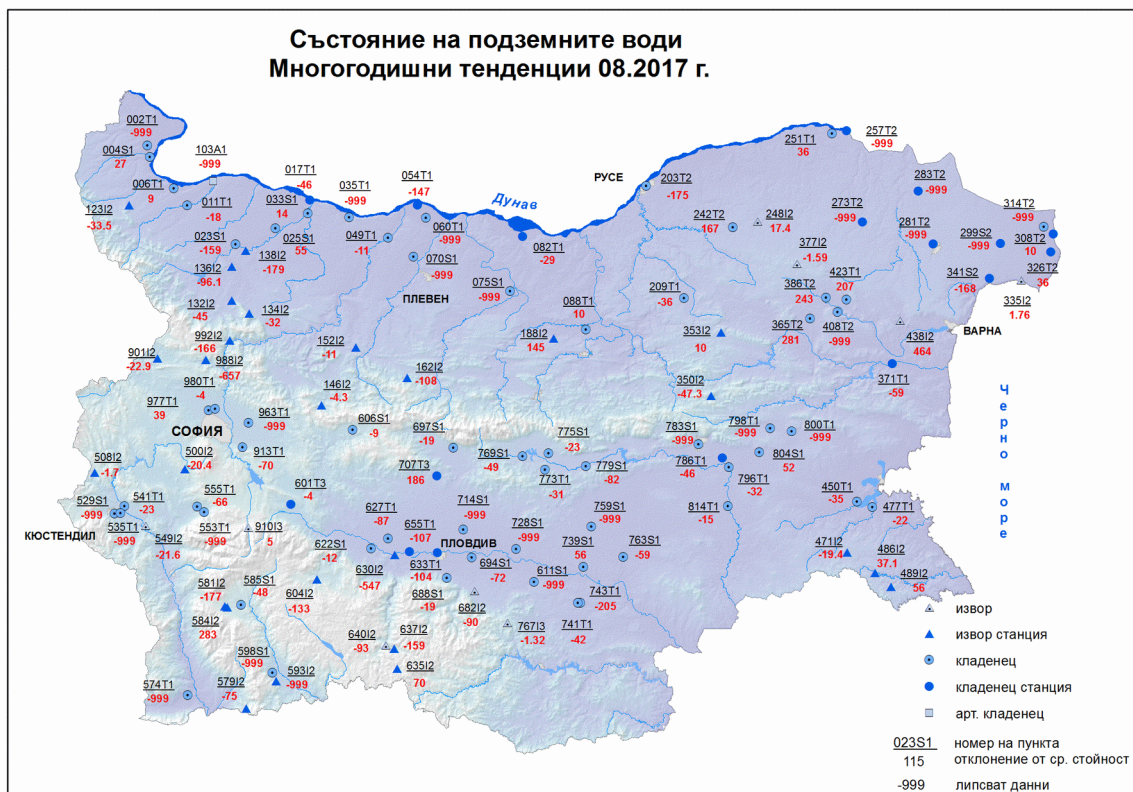 Състояние на подземните води
Многогодишни тенденции 08.2017 г.
002T1
-999
004S1
27
103A1
-999
006T1
9
011T1
-18
123I2
-33.5
017T1
-46
033S1
14
035T1
-999
054T1
-147
Дунав
РУСЕ
203T2
-175
251T1
36
257T2
-999
283T2
-999
314T2
-999
023S1
-159
025S1
55
138I2
-179
136I2
-96.1
049T1
-11
060T1
-999
070S1
-999
ПЛЕВЕН
082T1
-29
075S1
-999
242T2
167
248I2
17.4
273T2
-999
281T2
-999
299S2
-999
308T2
10
326T2
36
377I2
-1.59
341S2
-168
335I2
1.76
132I2
-45
134I2
-32
088T1
10
209T1
-36
386T2
243
423T1
207
365T2
281
408T2
-999
438I2
464
ВАРНА
992I2
-166
988I2
-657
901I2
-22.9
152I2
-11
188I2
145
353I2
10
371T1
-59
980T1
-4
977T1
39
СОФИЯ
146I2
-4.3
162I2
-108
350I2
-47.3
Черно море
963T1
-999
913T1
-70
606S1
-9
697S1
-19
775S1
-23
783S1
-999
798T1
-999
800T1
-999
804S1
52
508I2
-1.7
500I2
-20.4
707T3
186
769S1
-49
773T1
-31
779S1
-82
786T1
-46
796T1
-32
601T3
-4
529S1
-999
541T1
-23
555T1
-66
553T1
-999
910I3
5
КЮСТЕНДИЛ
535T1
-999
549I2
-21.6
627T1
-87
714S1
-999
759S1
-999
814T1
-15
450T1
-35
477T1
-22
622S1
-12
655T1
-107
ПЛОВДИВ
728S1
-999
739S1
56
763S1
-59
471I2
-19.4
486I2
37.1
489I2
56
630I2
-547
633T1
-104
694S1
-72
611S1
-999
581I2
-177
585S1
-48
604I2
-133
688S1
-19
682I2
-90
743T1
-205
741T1
-42
584I2
283
640I2
-93
637I2
-159
767I3
-1.32
635I2
70
598S1
-999
593I2
-999
574T1
-999
579I2
-75
извор
извор станция
кладенец
кладенец станция
арт. кладенец
023S1 номер на пункта
115 отклонение от ср. стойност
-999 липсват данни